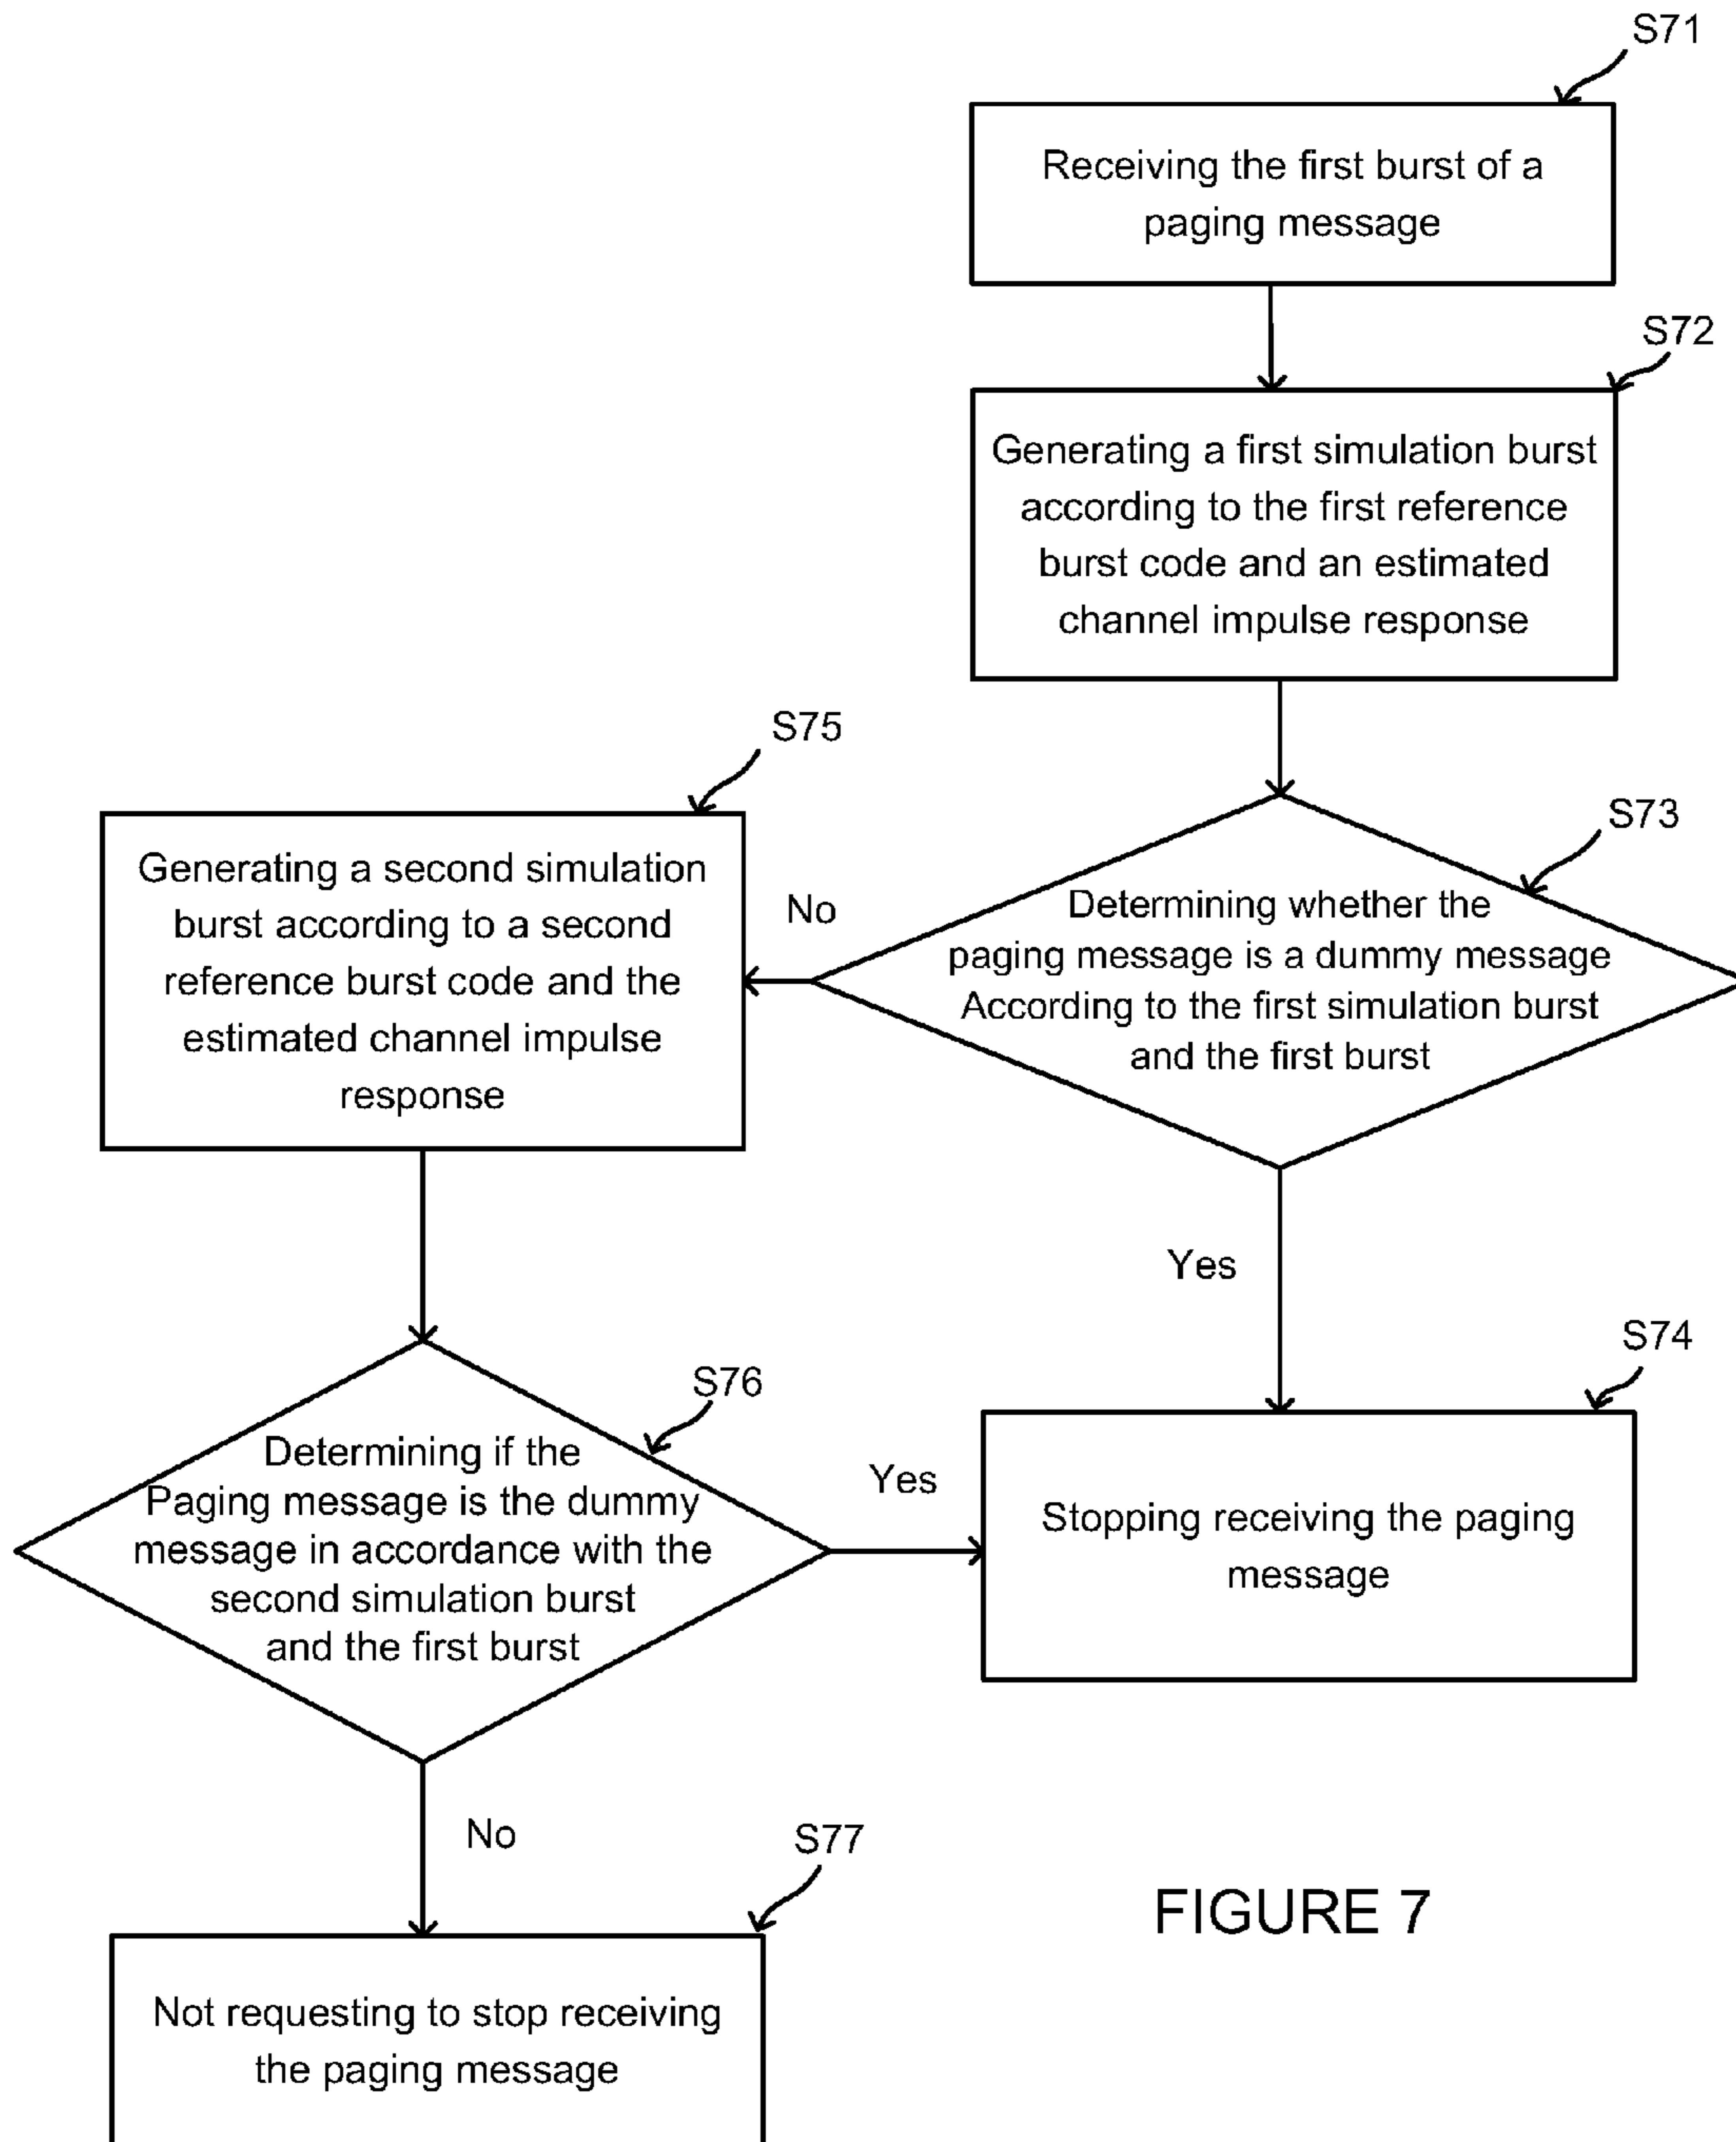 S71
Receiving the first burst of a
paging message
S72
Generating a first simulation burst
according to the first reference
burst code and an estimated
channel impulse response
S73
Determining whether the
paging message is a dummy message
According to the first simulation burst
and the first burst
No
Yes
S75
Generating a second simulation
burst according to a second
reference burst code and the
estimated channel impulse
response
S76
Determining if the
Paging message is the dummy
message in accordance with the
second simulation burst
and the first burst
Yes
No
S74
Stopping receiving the paging
message
S77
Not requesting to stop receiving
the paging message
FIGURE 7